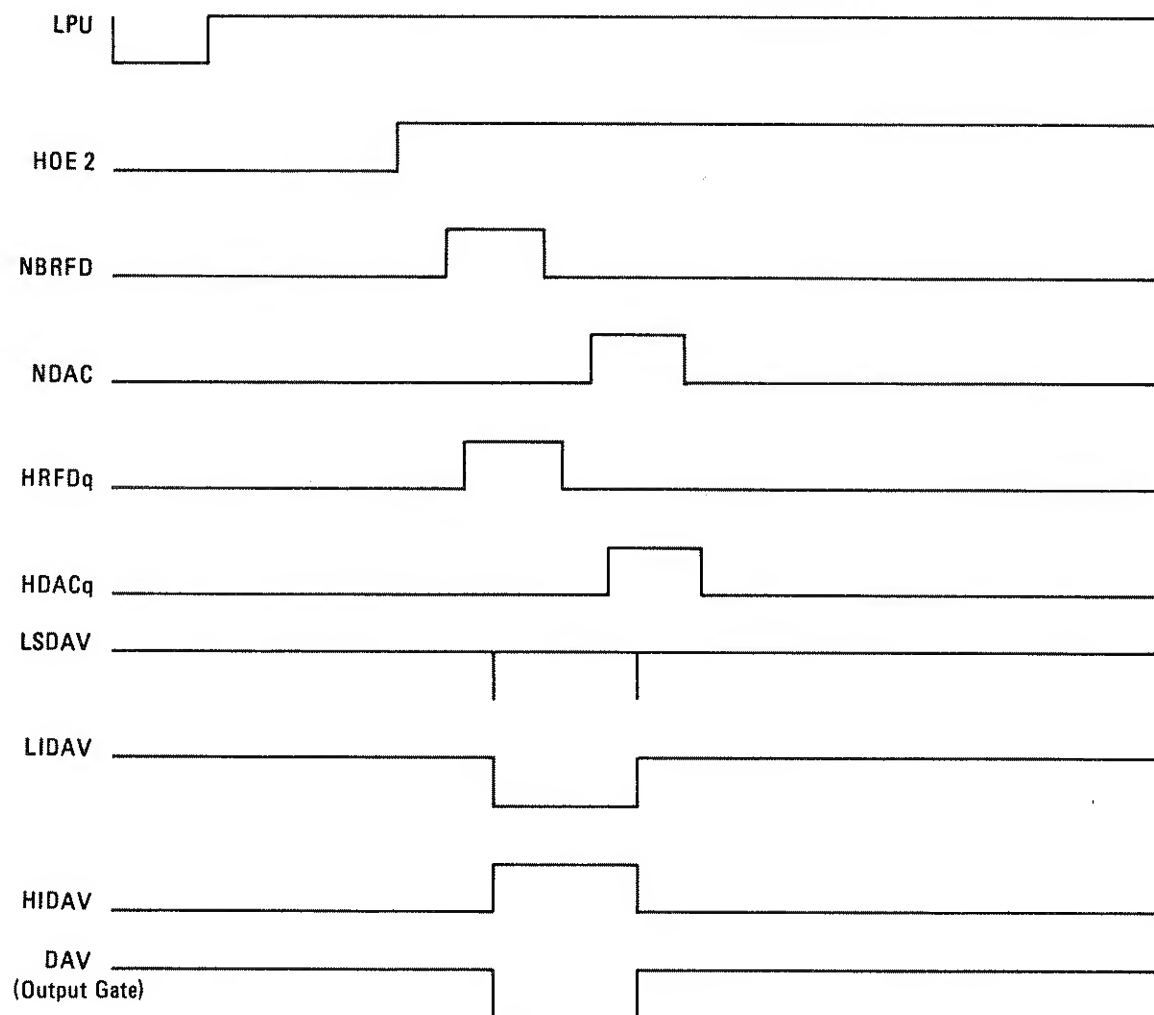 LPU
HOE 2
NBRFD
NDAC
HRFDq
HDACq
LSDAV
LIDAV
HIDAV
DAV
(Output Gate)